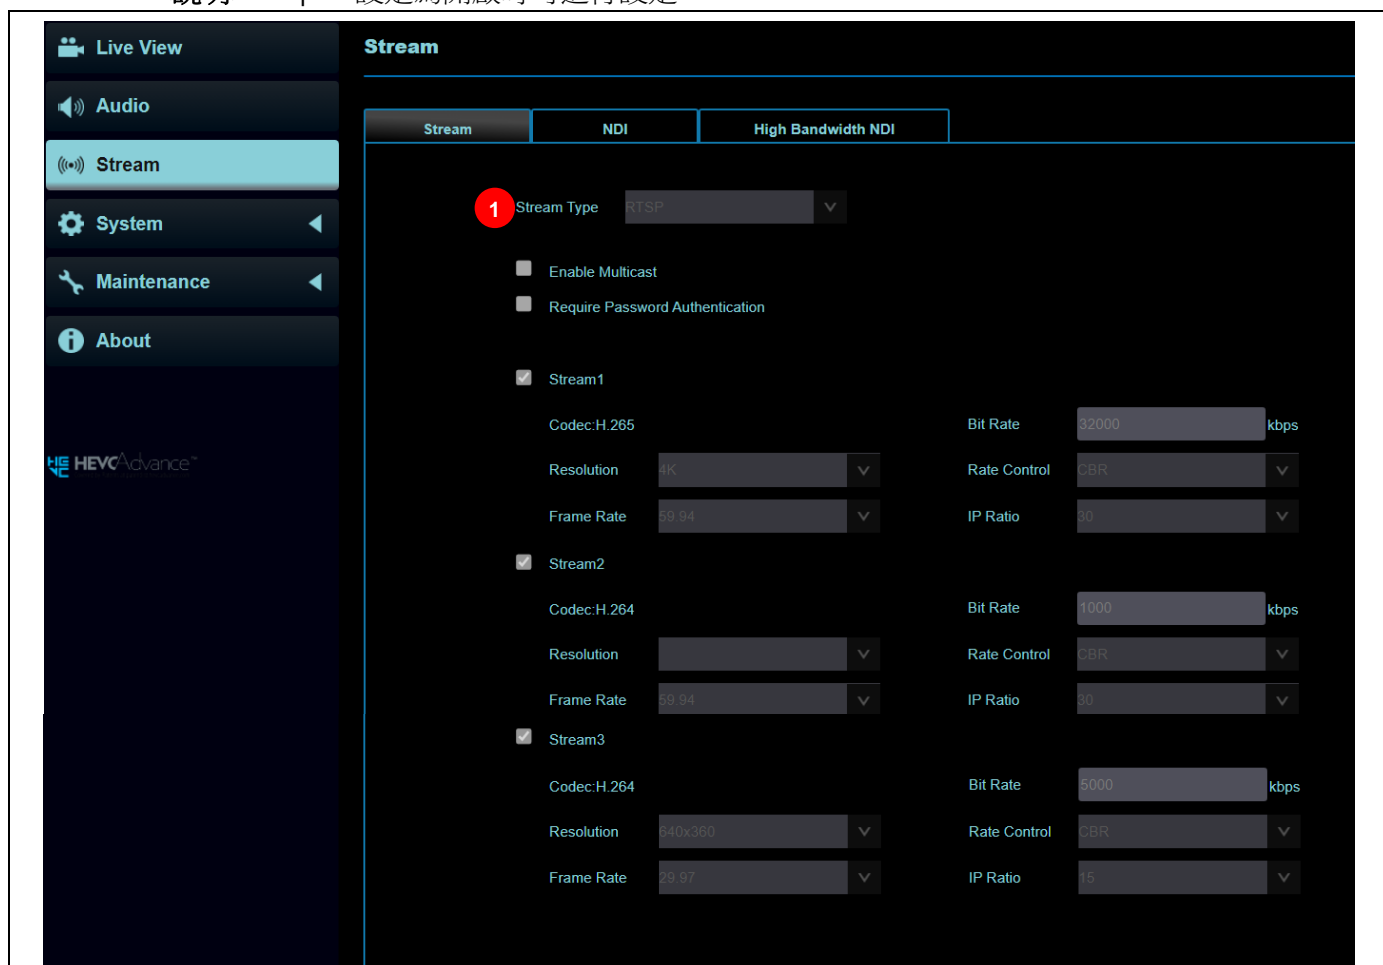 Live View
Stream
Audio
Stream NDI High Bandwidth NDI
Stream
1 Stream Type RTSP
System
Enable Multicast
Maintenance
Require Password Authentication
About
Stream1
Codec:H.265 Bit Rate 32000 kbps
HEVCAdvance™
Resolution 4K Rate Control CBR
Frame Rate 59.94 IP Ratio 30
Stream2
Codec:H.264 Bit Rate 1000 kbps
Resolution Rate Control CBR
Frame Rate 59.94 IP Ratio 30
Stream3
Codec:H.264 Bit Rate 5000 kbps
Resolution 640x360 Rate Control CBR
Frame Rate 29.97 IP Ratio 15